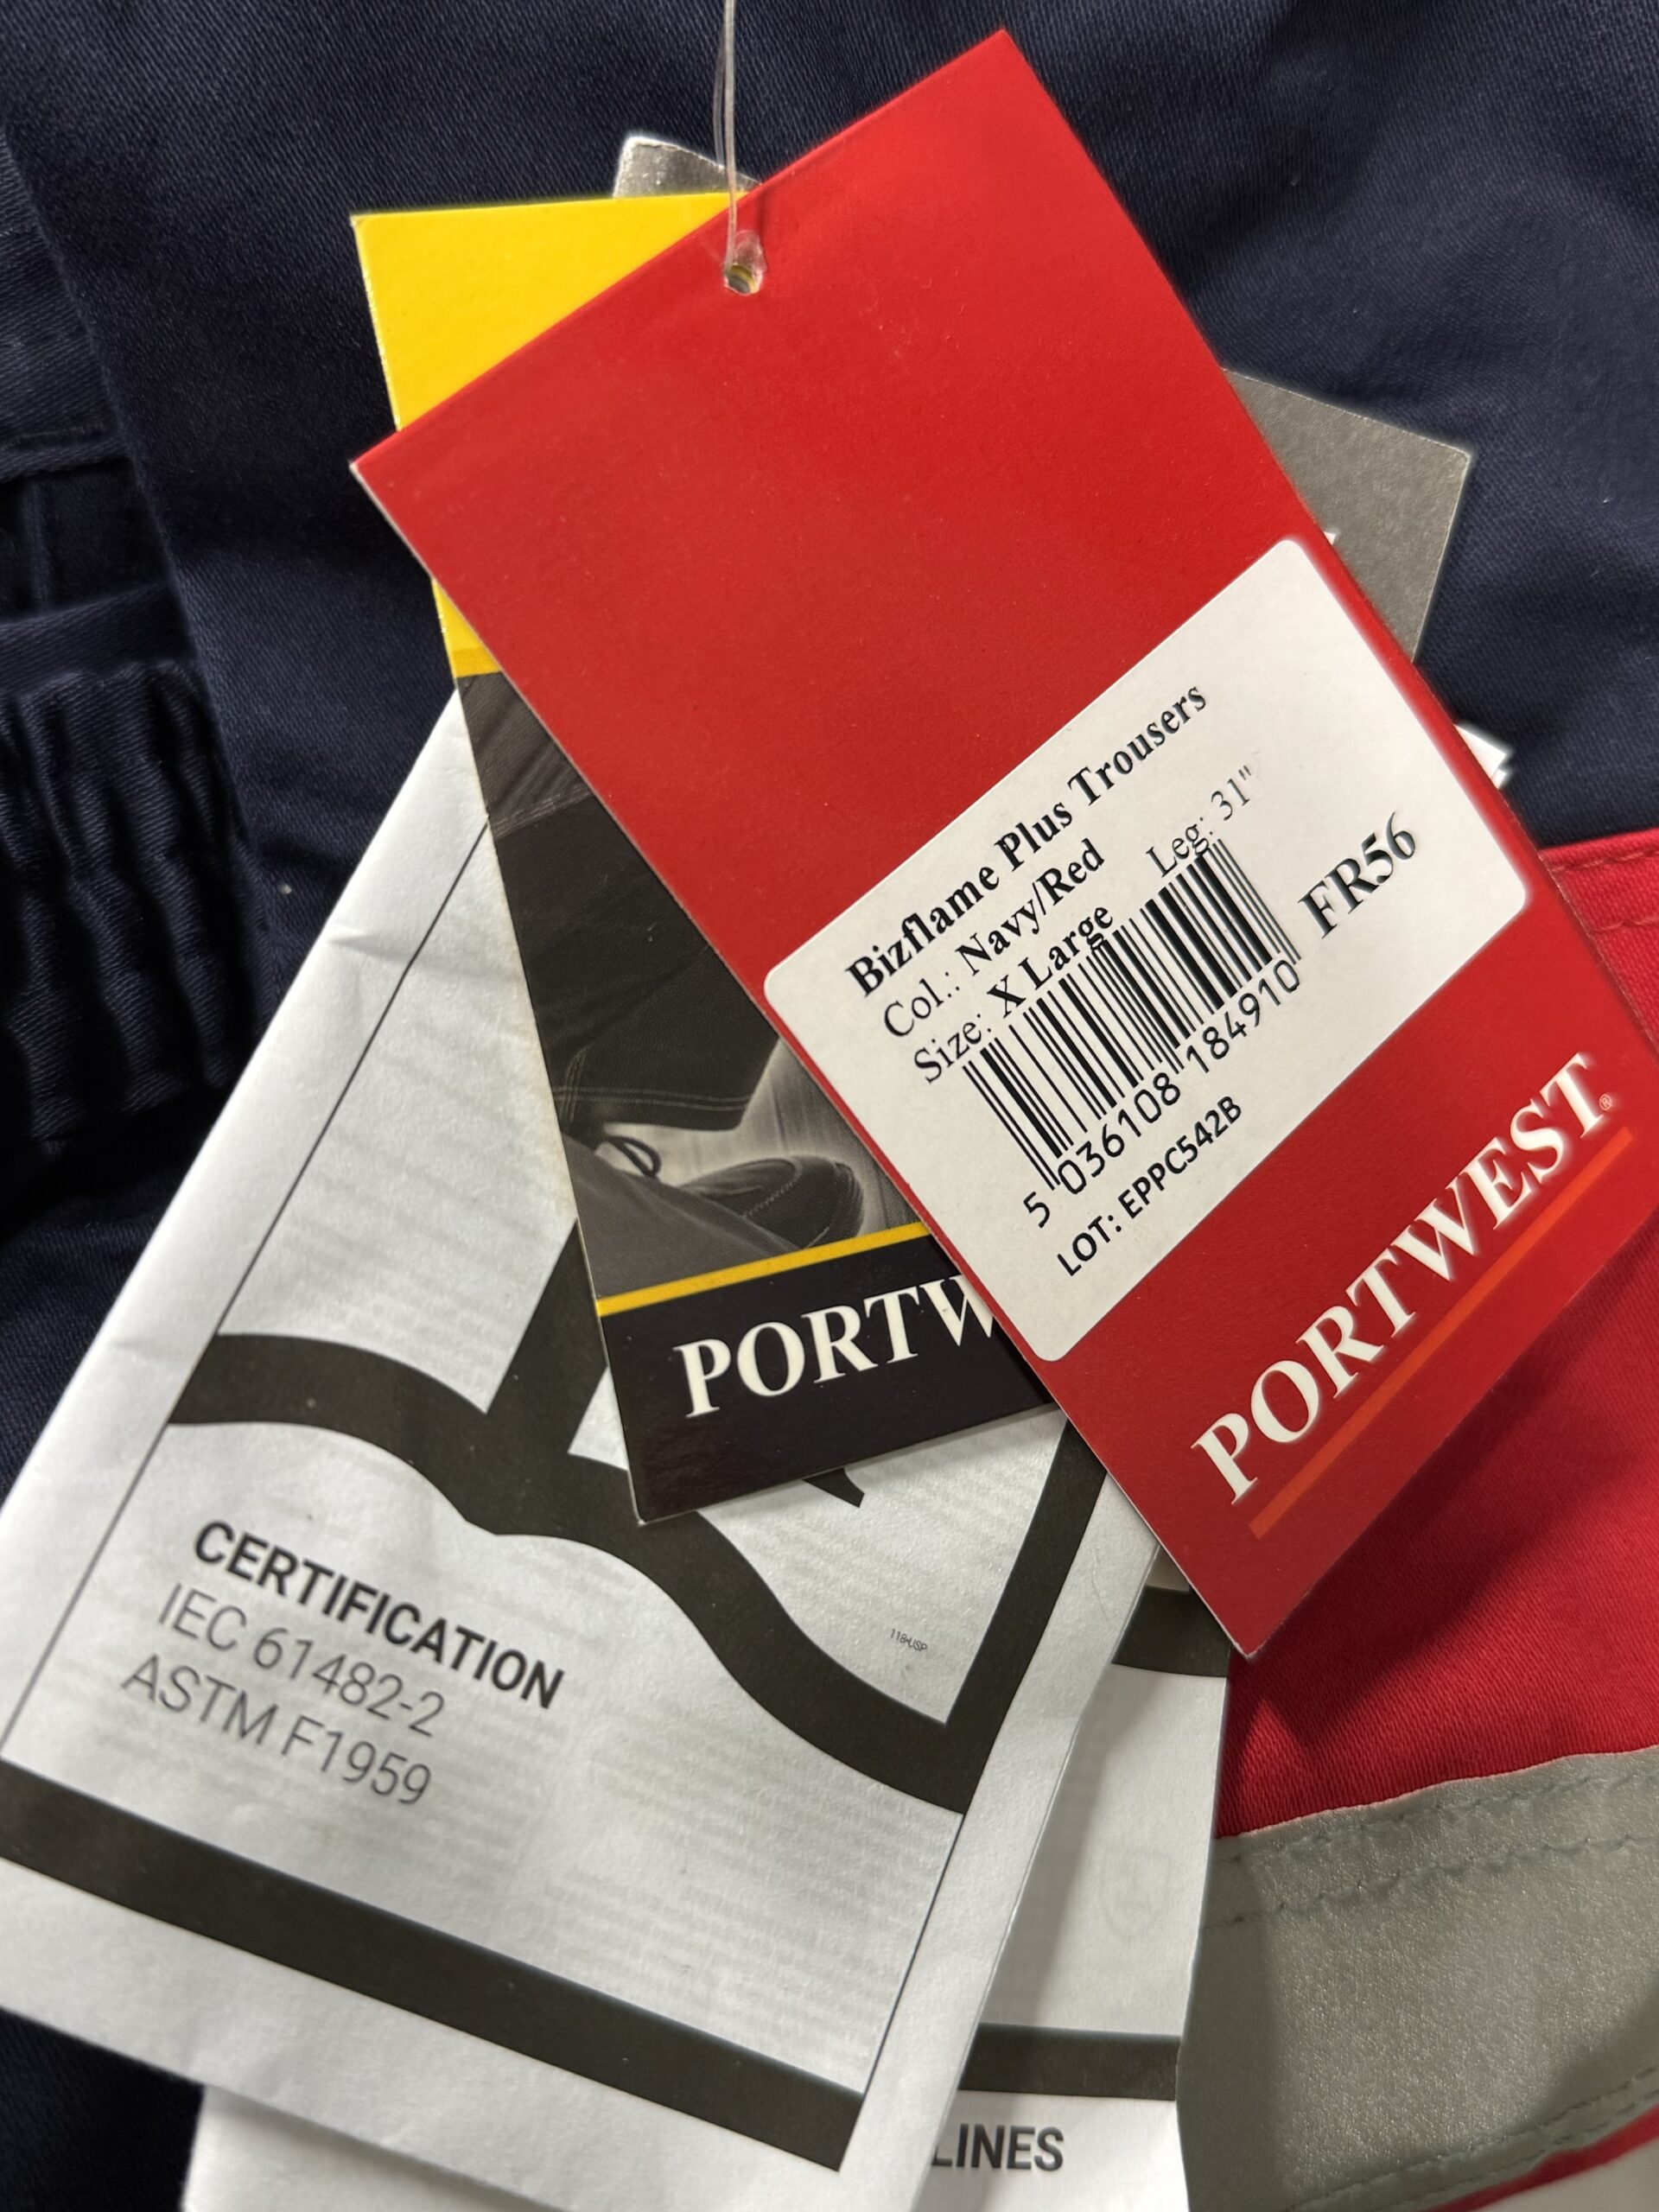 Bizflame Plus Trousers
Col.: Navy/Red
Size: X Large Leg: 31"
FR56
5 036108 184910
LOT: EPPC542B
PORTWEST®
PORTW
CERTIFICATION
IEC 61482-2
ASTM F1959
118USP
LINES